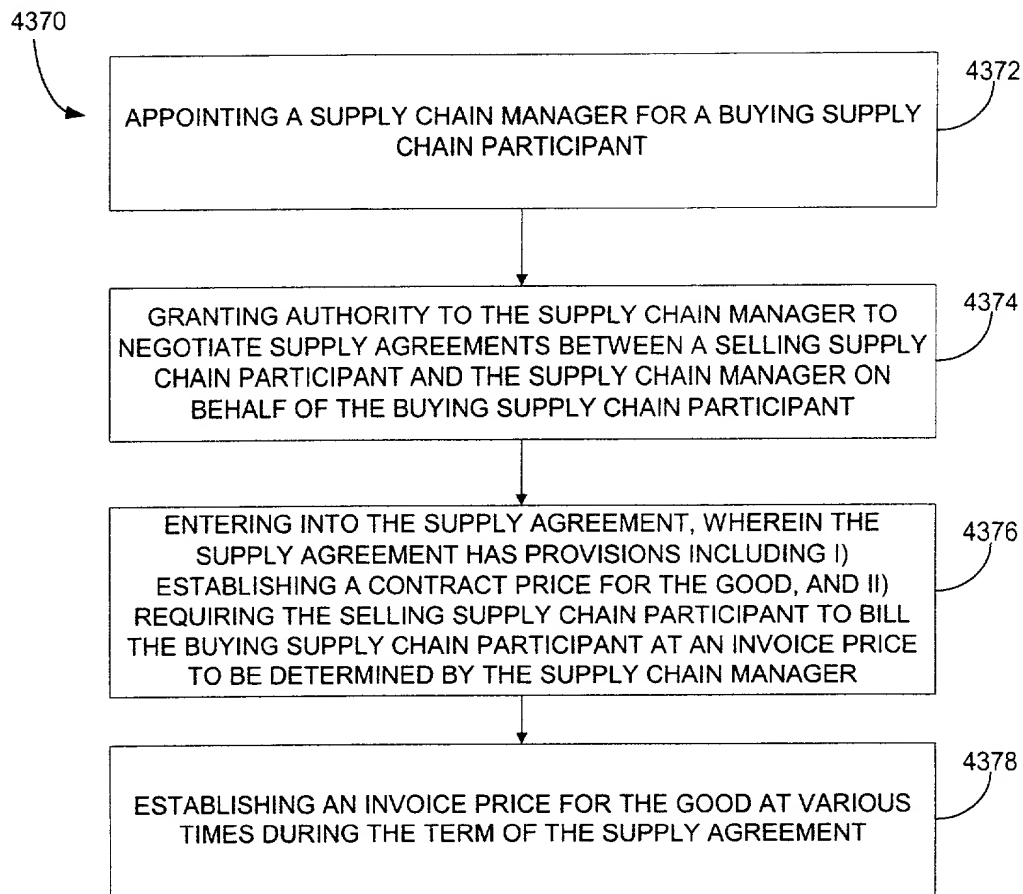 4370
4372
APPOINTING A SUPPLY CHAIN MANAGER FOR A BUYING SUPPLY
CHAIN PARTICIPANT
4374
GRANTING AUTHORITY TO THE SUPPLY CHAIN MANAGER TO
NEGOTIATE SUPPLY AGREEMENTS BETWEEN A SELLING SUPPLY
CHAIN PARTICIPANT AND THE SUPPLY CHAIN MANAGER ON
BEHALF OF THE BUYING SUPPLY CHAIN PARTICIPANT
4376
ENTERING INTO THE SUPPLY AGREEMENT, WHEREIN THE
SUPPLY AGREEMENT HAS PROVISIONS INCLUDING I)
ESTABLISHING A CONTRACT PRICE FOR THE GOOD, AND II)
REQUIRING THE SELLING SUPPLY CHAIN PARTICIPANT TO BILL
THE BUYING SUPPLY CHAIN PARTICIPANT AT AN INVOICE PRICE
TO BE DETERMINED BY THE SUPPLY CHAIN MANAGER
4378
ESTABLISHING AN INVOICE PRICE FOR THE GOOD AT VARIOUS
TIMES DURING THE TERM OF THE SUPPLY AGREEMENT